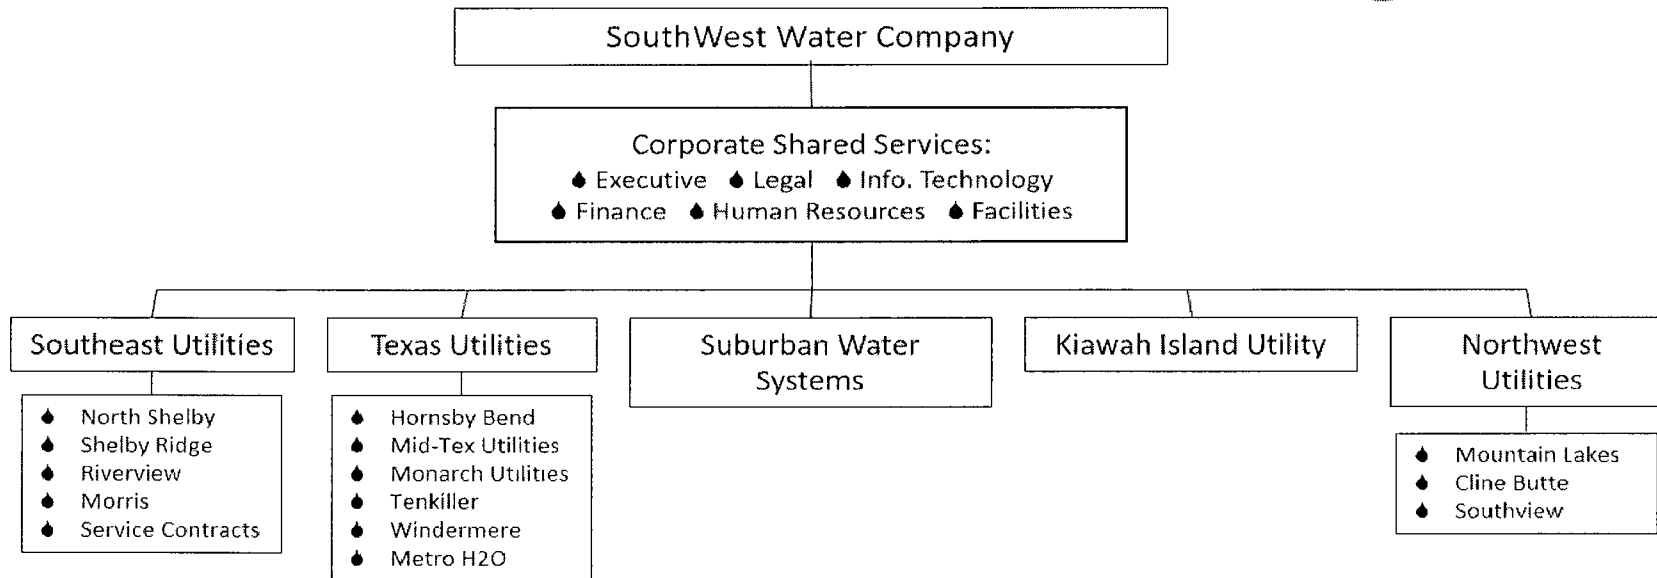 SouthWest Water Company
Corporate Shared Services:
Executive Legal Info. Technology
Finance Human Resources Facilities
Southeast Utilities
North Shelby
Shelby Ridge
Riverview
Morris
Service Contracts
Texas Utilities
Hornsby Bend
Mid-Tex Utilities
Monarch Utilities
Tenkiller
Windermere
Metro H2O
Suburban Water
Systems
Kiawah Island Utility
Northwest
Utilities
Mountain Lakes
Cline Butte
Southview